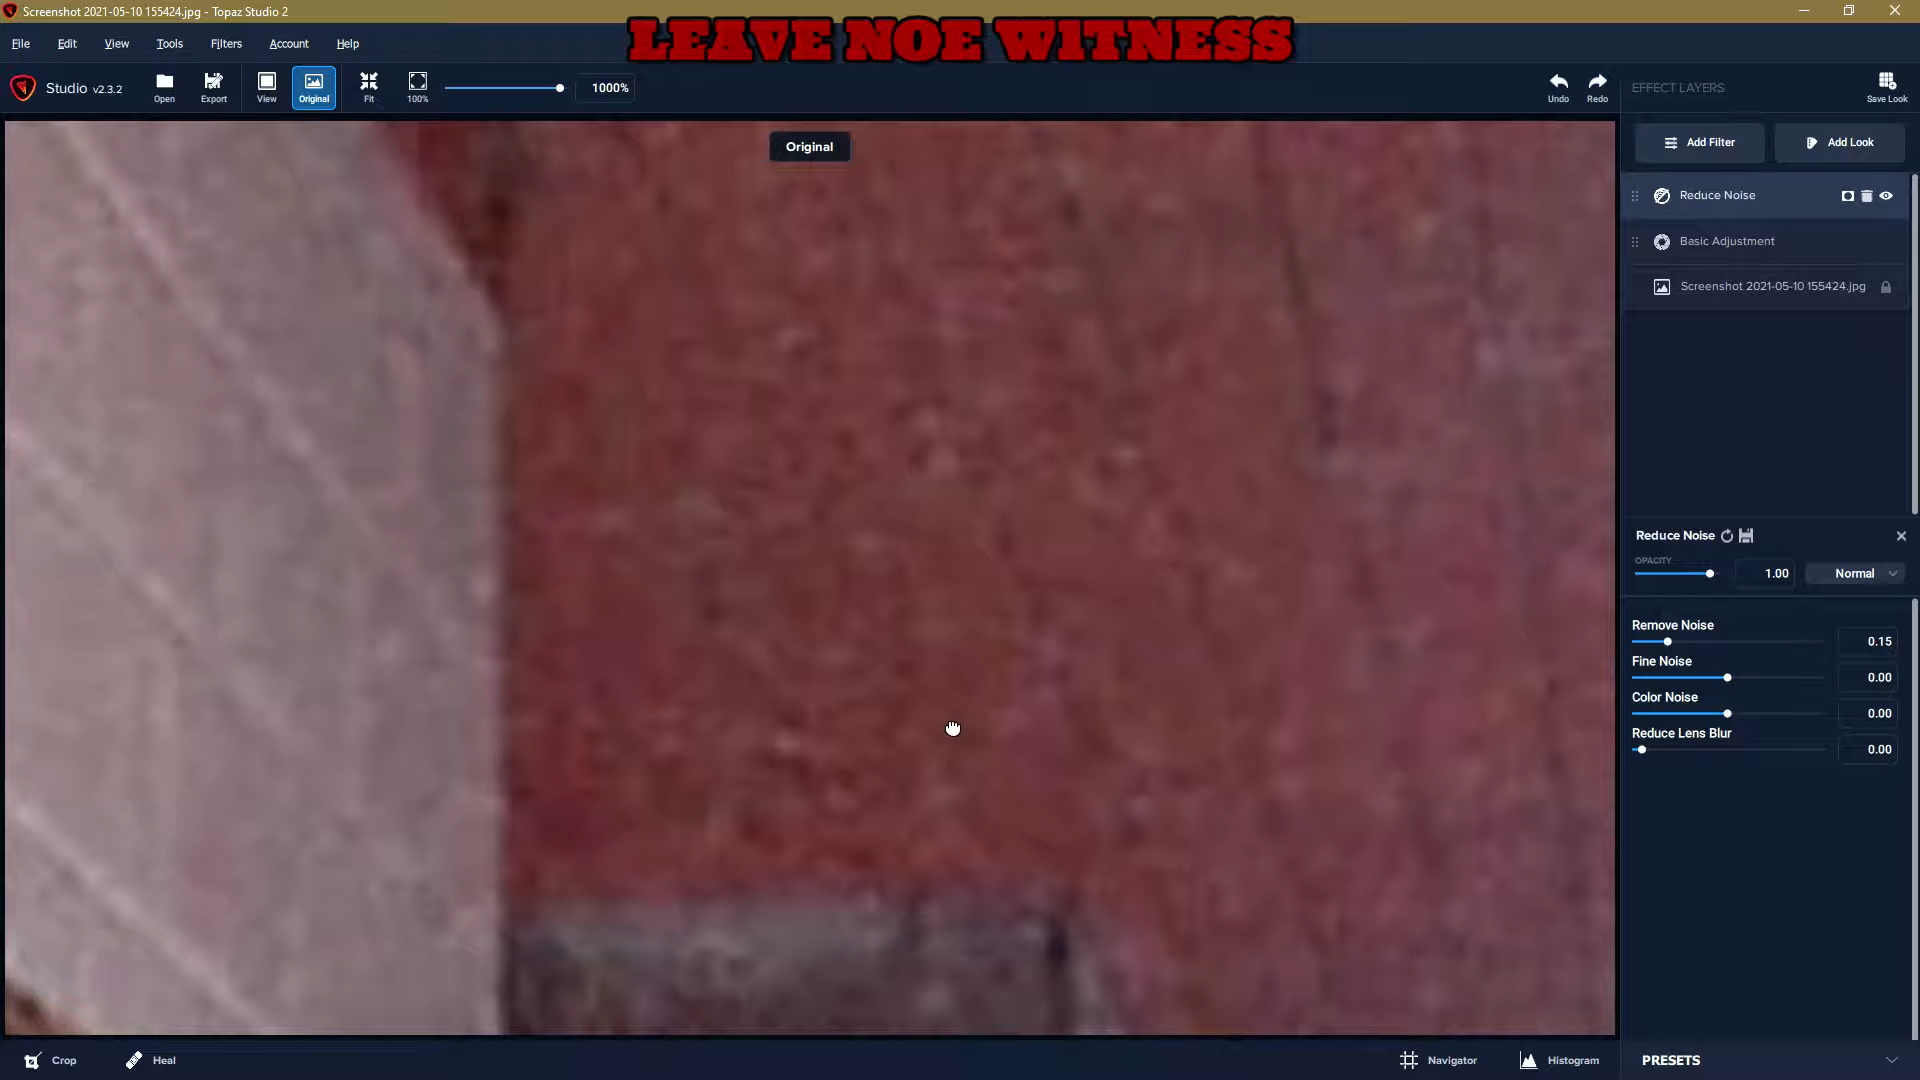 Screenshot 2021-05-10 155424.jpg - Topaz Studio 2
LEAVE NOE WITNESS
File Edit View Tools Filters Account Help
Studio v2.3.2
Open Export View Original Fit 100% 1000% Undo Redo
EFFECT LAYERS
Save Look
Original
Add Filter Add Look
Reduce Noise
Basic Adjustment
Screenshot 2021-05-10 155424.jpg
Reduce Noise
OPACITY
1.00 Normal
Remove Noise
0.15
Fine Noise
0.00
Color Noise
0.00
Reduce Lens Blur
0.00
Crop Heal Navigator Histogram PRESETS